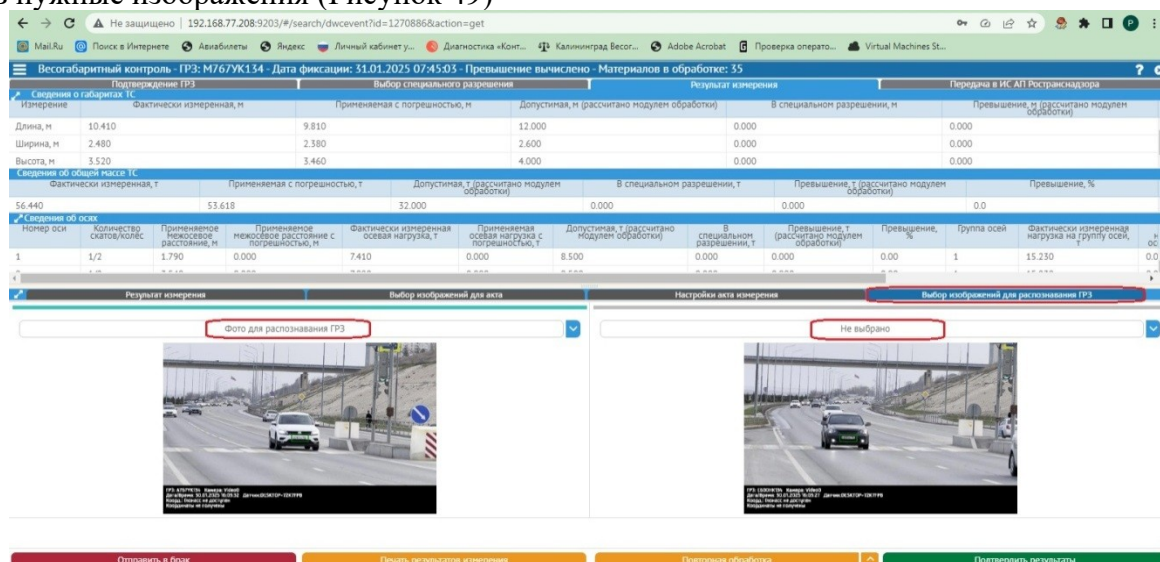 в нужные изображения (Рисунок 49)
Не защищено | 192.168.77.208:9203/#/search/dwcevent?id=1270886&action=get
Mail.Ru Поиск в Интернете Авиабилеты Яндекс Личный кабинет у... Диагностика «Конт... Калининград Весог... Adobe Acrobat Проверка операто... Virtual Machines St...
Весогабаритный контроль - ГРЗ: М767УК134 - Дата фиксации: 31.01.2025 07:45:03 - Превышение вычислено - Материалов в обработке: 35
Подтверждение ГРЗ Выбор специального разрешения Результат измерения Передача в ИС АП Ространснадзора
Сведения о габаритах ТС
Измерение Фактически измеренная, м Применяемая с погрешностью, м Допустимая, м (рассчитано модулем обработки) В специальном разрешении, м Превышение, м (рассчитано модулем обработки)
Длина, м 10.410 9.810 12.000 0.000 0.000
Ширина, м 2.480 2.380 2.600 0.000 0.000
Высота, м 3.520 3.460 4.000 0.000 0.000
Сведения об общей массе ТС
Фактически измеренная, т Применяемая с погрешностью, т Допустимая, т (рассчитано модулем обработки) В специальном разрешении, т Превышение, т (рассчитано модулем обработки) Превышение, %
56.440 53.618 32.000 0.000 0.000 0.0
Сведения об осях
Номер оси Количество скатов/колес Применяемое межосевое расстояние, м Применяемое межосевое расстояние с погрешностью, м Фактически измеренная осевая нагрузка, т Применяемая осевая нагрузка с погрешностью, т Допустимая, т (рассчитано модулем обработки) В специальном разрешении, т Превышение, т (рассчитано модулем обработки) Превышение, % Группа осей Фактически измеренная нагрузка на группу осей, т
1 1/2 1.790 0.000 7.410 0.000 8.500 0.000 0.000 0.00 1 15.230 0.0
Результат измерения Выбор изображений для акта Настройки акта измерения Выбор изображений для распознавания ГРЗ
Фото для распознавания ГРЗ Не выбрано
Отправить в брак Печать результатов измерения Повторная обработка Подтвердить результаты